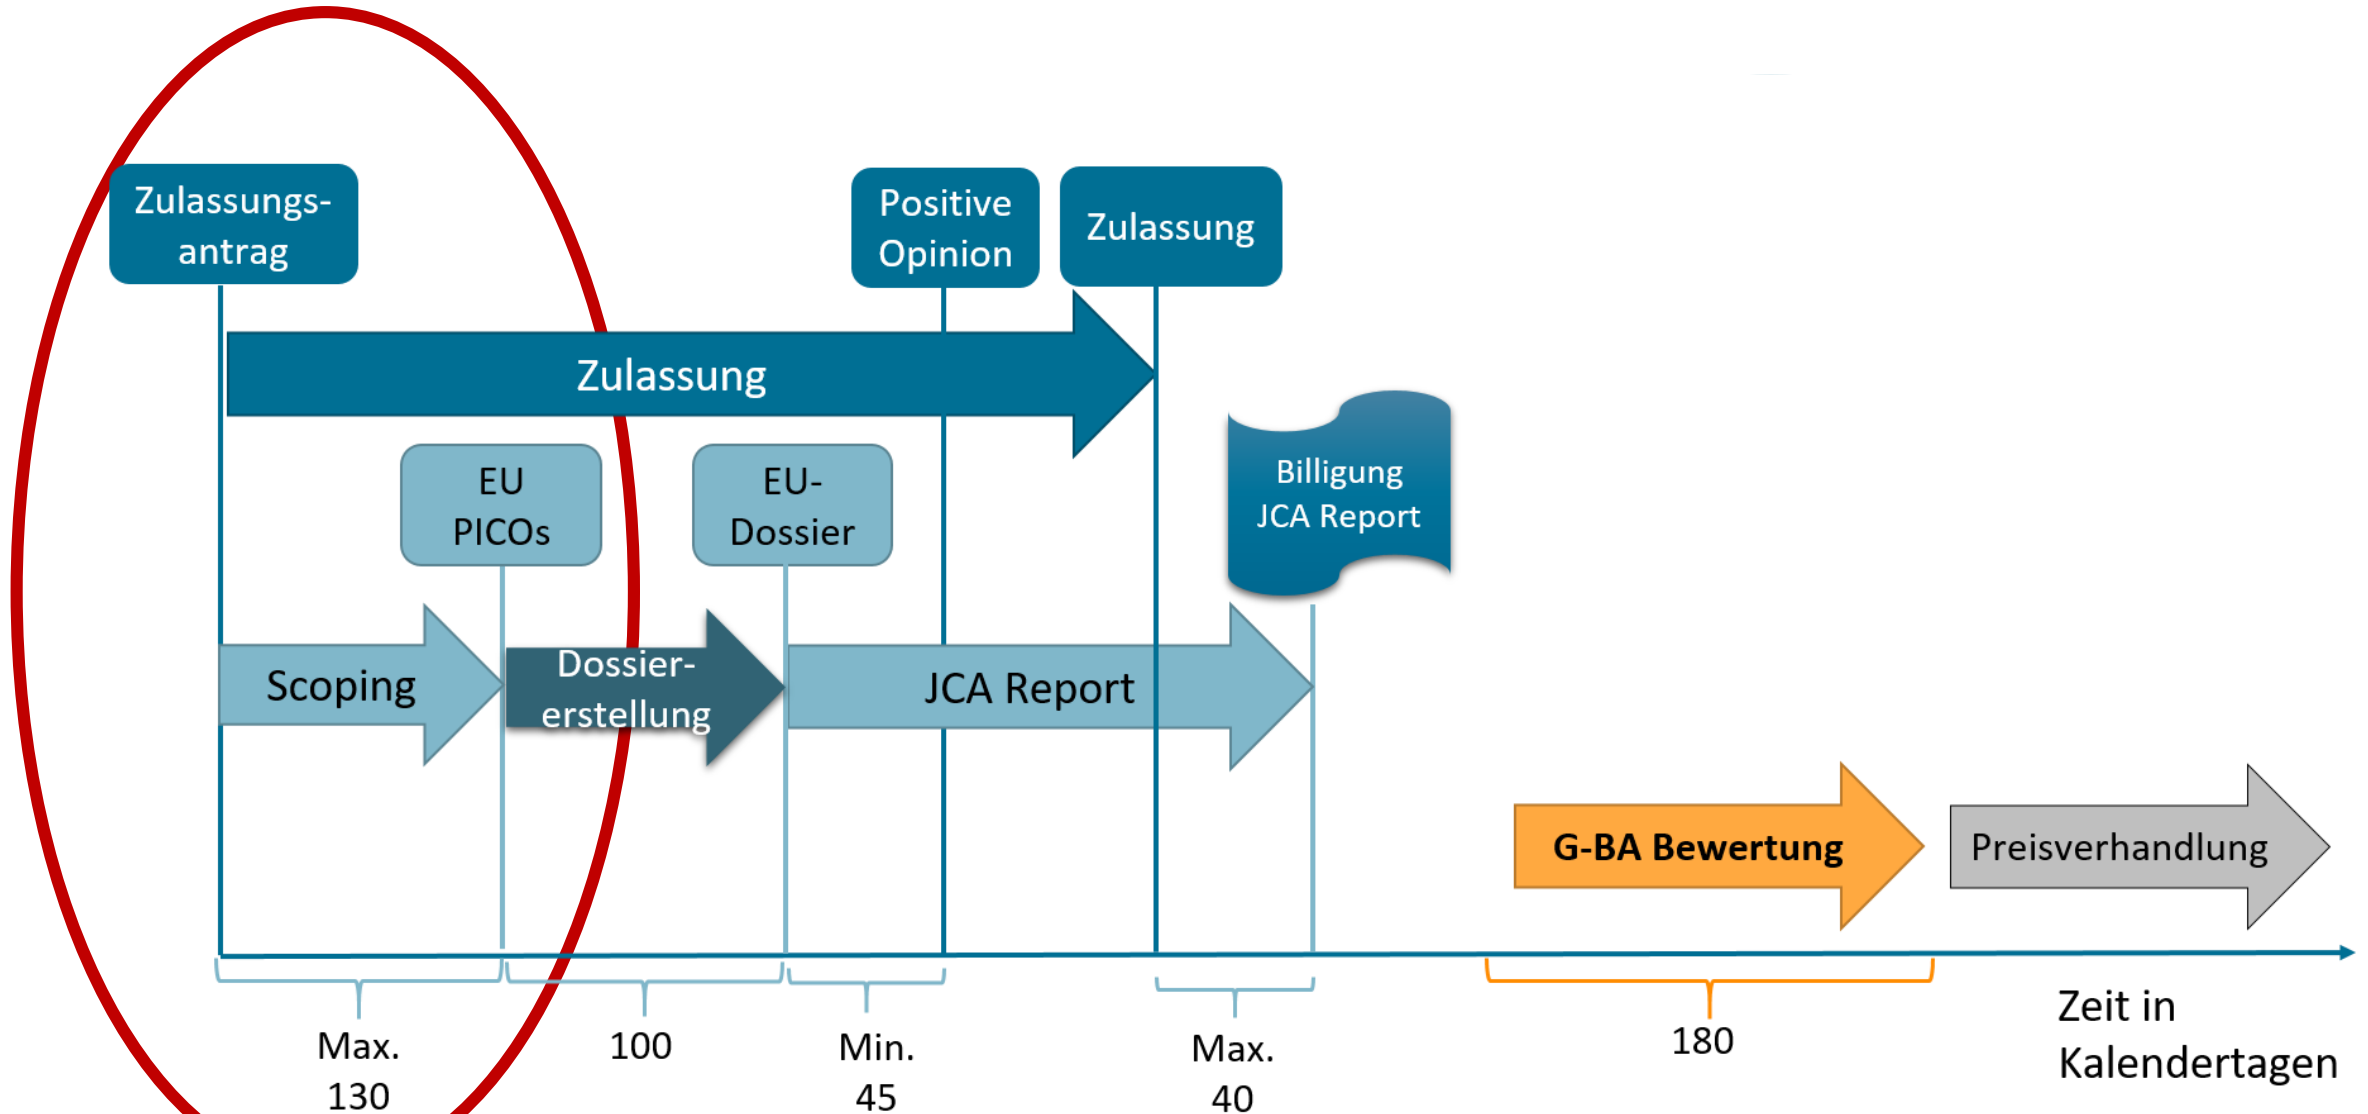 Zulassungs-
antrag
Positive
Opinion
Zulassung
Zulassung
EU
PICOs
EU-
Dossier
Billigung
JCA Report
Scoping
Dossier-
erstellung
JCA Report
G-BA Bewertung
Preisverhandlung
Max.
130
100
Min.
45
Max.
40
180
Zeit in
Kalendertagen